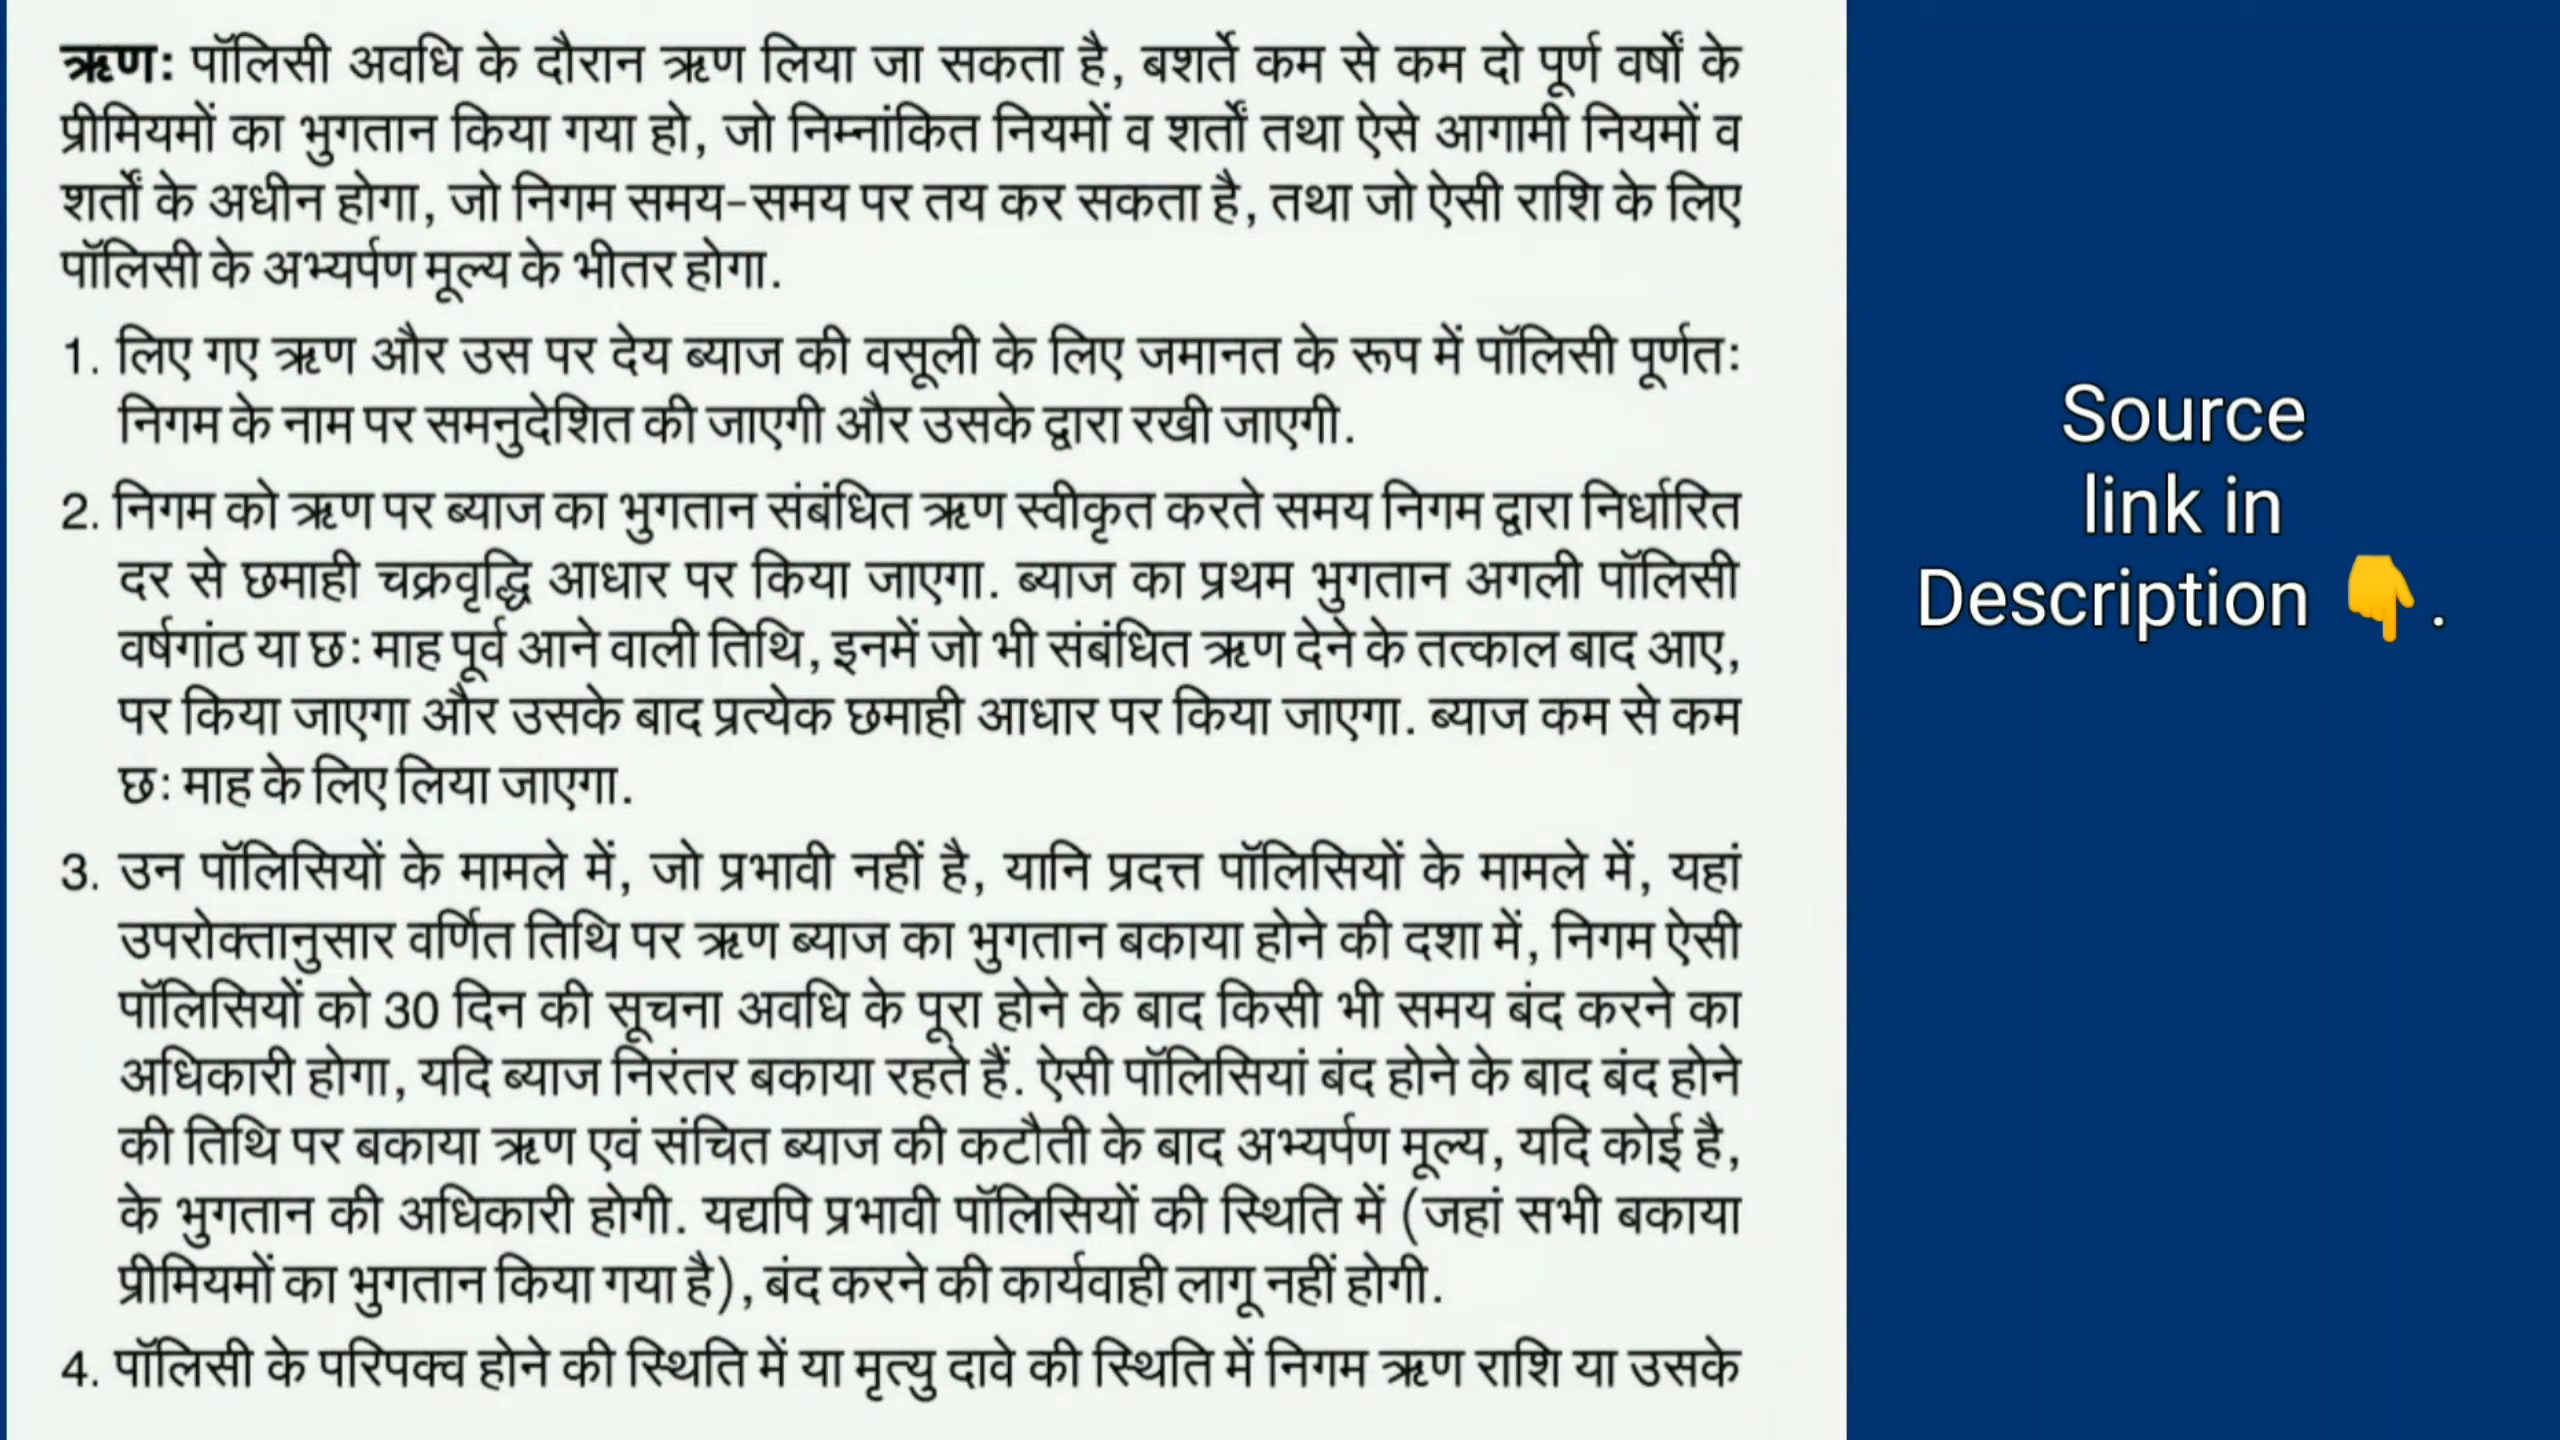 ऋण: पॉलिसी अवधि के दौरान ऋण लिया जा सकता है, बशर्ते कम से कम दो पूर्ण वर्षों के
प्रीमियमों का भुगतान किया गया हो, जो निम्नांकित नियमों व शर्तों तथा ऐसे आगामी नियमों व
शर्तों के अधीन होगा, जो निगम समय-समय पर तय कर सकता है, तथा जो ऐसी राशि के लिए
पॉलिसी के अभ्यर्पण मूल्य के भीतर होगा.
1. लिए गए ऋण और उस पर देय ब्याज की वसूली के लिए जमानत के रूप में पॉलिसी पूर्णतः
निगम के नाम पर समनुदेशित की जाएगी और उसके द्वारा रखी जाएगी.
2. निगम को ऋण पर ब्याज का भुगतान संबंधित ऋण स्वीकृत करते समय निगम द्वारा निर्धारित
दर से छमाही चक्रवृद्धि आधार पर किया जाएगा. ब्याज का प्रथम भुगतान अगली पॉलिसी
वर्षगांठ या छः माह पूर्व आने वाली तिथि, इनमें जो भी संबंधित ऋण देने के तत्काल बाद आए,
पर किया जाएगा और उसके बाद प्रत्येक छमाही आधार पर किया जाएगा. ब्याज कम से कम
छः माह के लिए लिया जाएगा.
3. उन पॉलिसियों के मामले में, जो प्रभावी नहीं है, यानि प्रदत्त पॉलिसियों के मामले में, यहां
उपरोक्तानुसार वर्णित तिथि पर ऋण ब्याज का भुगतान बकाया होने की दशा में, निगम ऐसी
पॉलिसियों को 30 दिन की सूचना अवधि के पूरा होने के बाद किसी भी समय बंद करने का
अधिकारी होगा, यदि ब्याज निरंतर बकाया रहते हैं. ऐसी पॉलिसियां बंद होने के बाद बंद होने
की तिथि पर बकाया ऋण एवं संचित ब्याज की कटौती के बाद अभ्यर्पण मूल्य, यदि कोई है,
के भुगतान की अधिकारी होगी. यद्यपि प्रभावी पॉलिसियों की स्थिति में (जहां सभी बकाया
प्रीमियमों का भुगतान किया गया है), बंद करने की कार्यवाही लागू नहीं होगी.
4. पॉलिसी के परिपक्व होने की स्थिति में या मृत्यु दावे की स्थिति में निगम ऋण राशि या उसके
Source
link in
Description 👇.